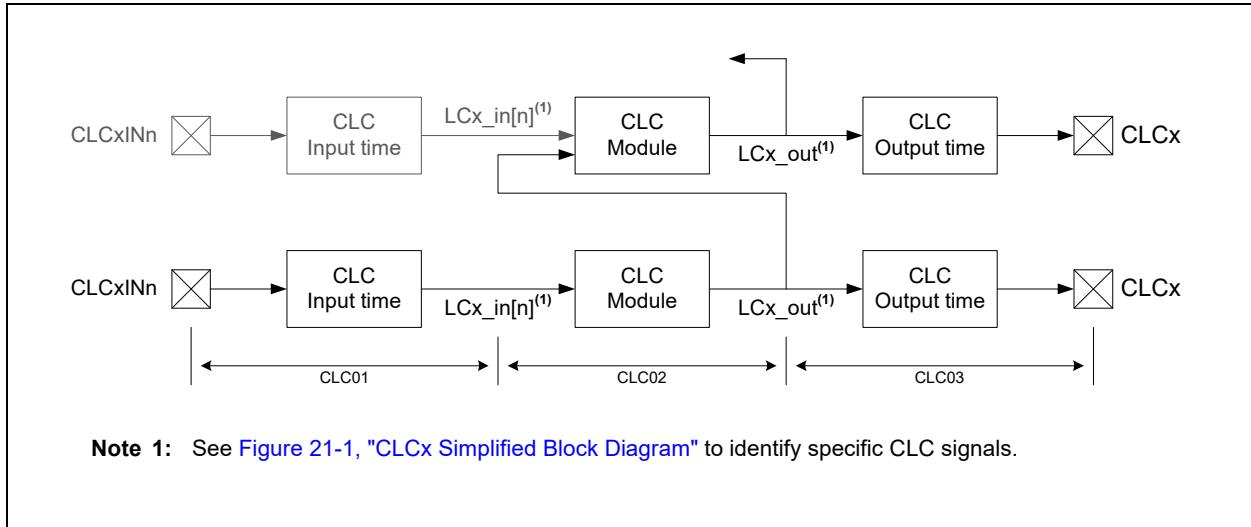 CLCxINn
CLC
Input time
LCx_in[n](1)
CLC
Module
LCx_out(1)
CLC
Output time
CLCx
CLCxINn
CLC
Input time
LCx_in[n](1)
CLC
Module
LCx_out(1)
CLC
Output time
CLCx
CLC01
CLC02
CLC03
Note 1: See Figure 21-1, "CLCx Simplified Block Diagram" to identify specific CLC signals.